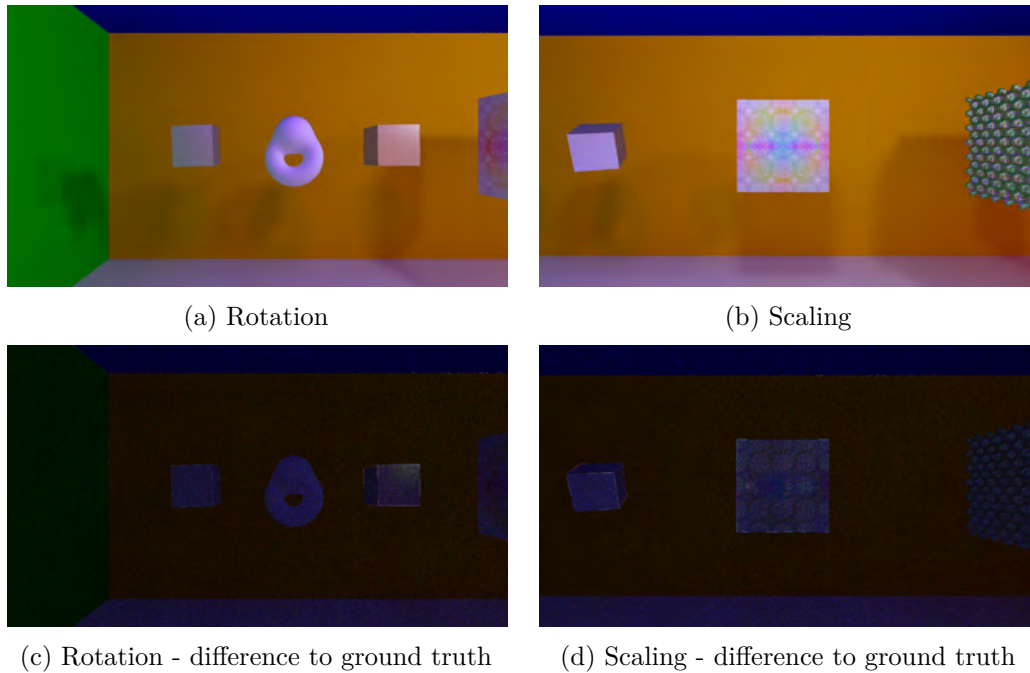 (a) Rotation
(b) Scaling
(c) Rotation - difference to ground truth
(d) Scaling - difference to ground truth